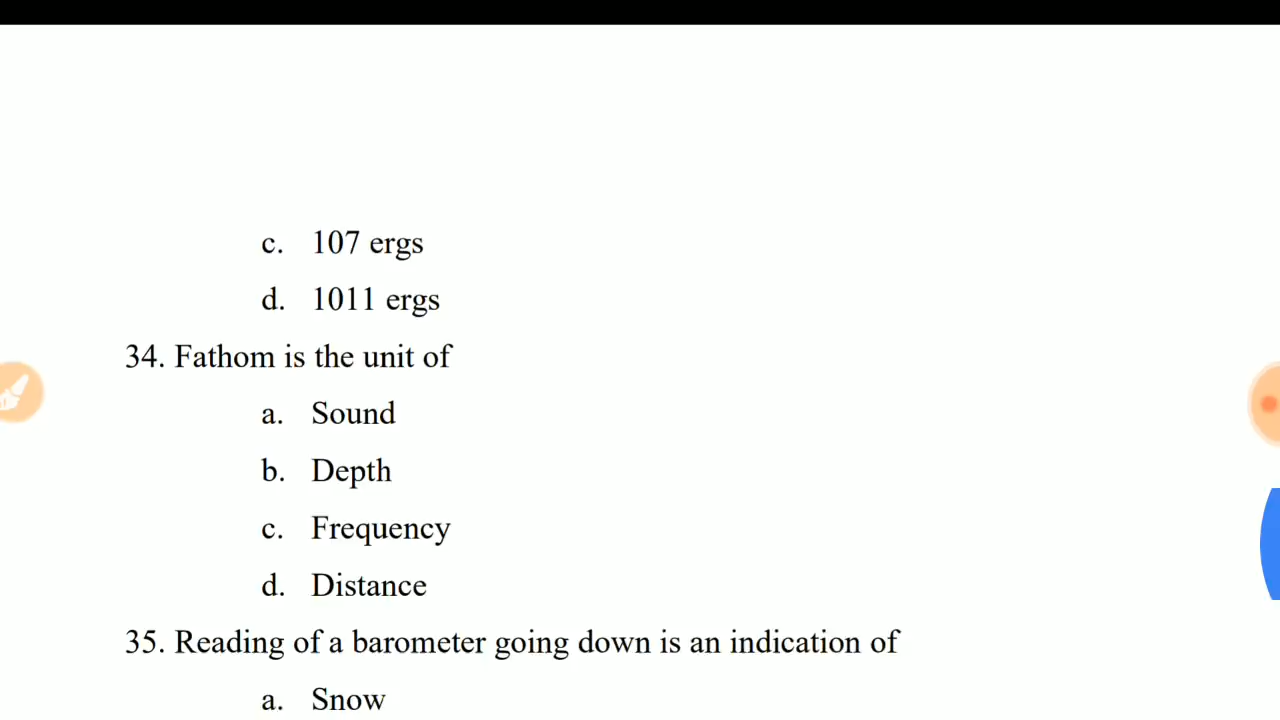 c. 107 ergs
d. 1011 ergs
34. Fathom is the unit of
a. Sound
b. Depth
c. Frequency
d. Distance
35. Reading of a barometer going down is an indication of
a. Snow